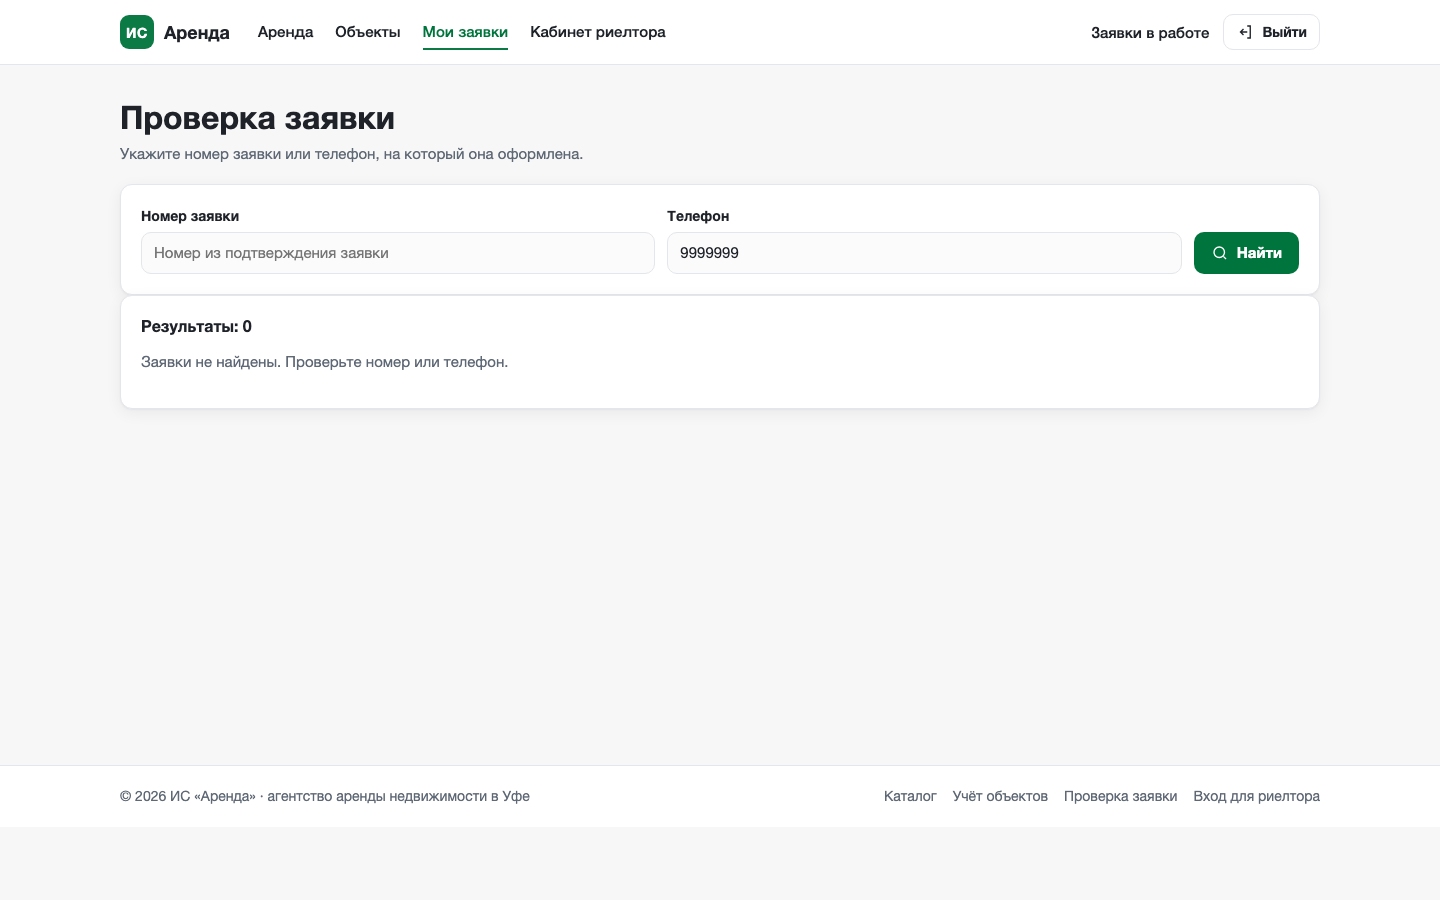 ИС Аренда Аренда Объекты Мои заявки Кабинет риелтора Заявки в работе Выйти
Проверка заявки
Укажите номер заявки или телефон, на который она оформлена.
Номер заявки Телефон
Номер из подтверждения заявки 9999999 Найти
Результаты: 0
Заявки не найдены. Проверьте номер или телефон.
© 2026 ИС «Аренда» · агентство аренды недвижимости в Уфе Каталог Учёт объектов Проверка заявки Вход для риелтора